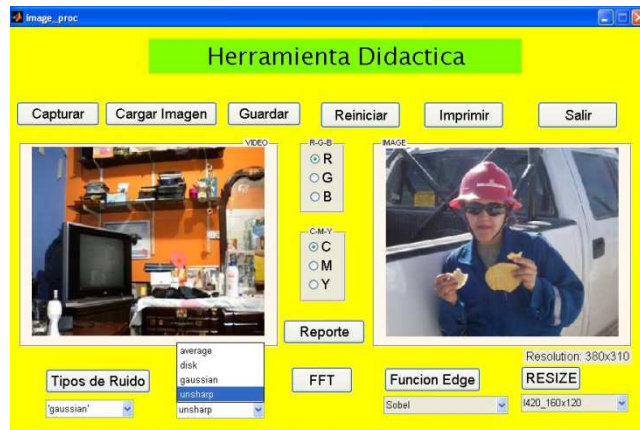 image_proc
Herramienta Didactica
Capturar
Cargar Imagen
Guardar
Reiniciar
Imprimir
Salir
VIDEO
R-G-B
IMAGE
R
G
B
C-M-Y
C
M
Y
Reporte
average
disk
gaussian
unsharp
Resolution: 380x310
Tipos de Ruido
FFT
Funcion Edge
RESIZE
'gaussian'
unsharp
Sobel
I420_160x120